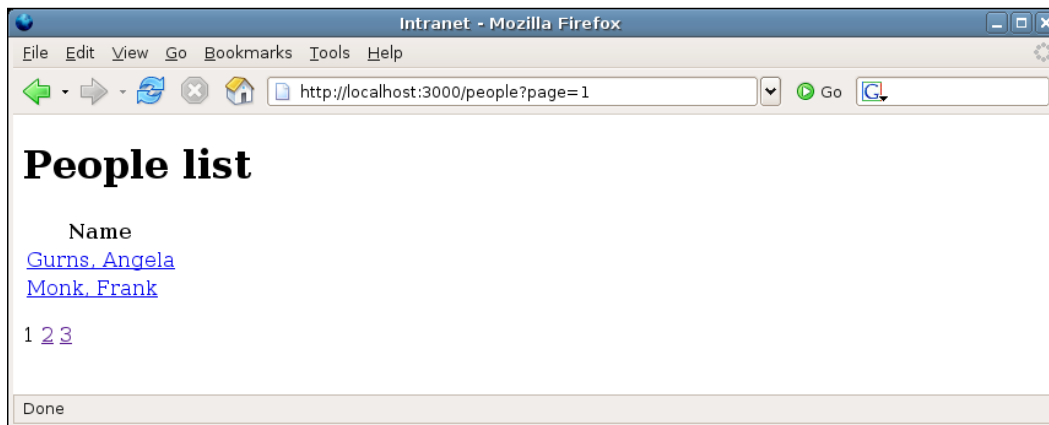 Intranet - Mozilla Firefox
File Edit View Go Bookmarks Tools Help
http://localhost:3000/people?page=1 Go G
People list
Name
Gurns, Angela
Monk, Frank
1 2 3
Done